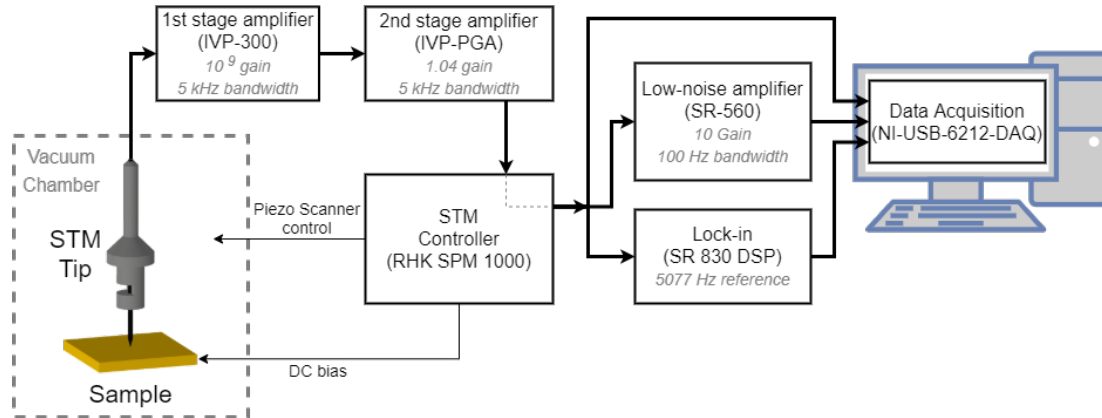 1st stage amplifier
(IVP-300)
10⁹ gain
5 kHz bandwidth
2nd stage amplifier
(IVP-PGA)
1.04 gain
5 kHz bandwidth
Low-noise amplifier
(SR-560)
10 Gain
100 Hz bandwidth
Data Acquisition
(NI-USB-6212-DAQ)
Vacuum
Chamber
STM
Tip
Sample
Piezo Scanner
control
STM
Controller
(RHK SPM 1000)
DC bias
Lock-in
(SR 830 DSP)
5077 Hz reference